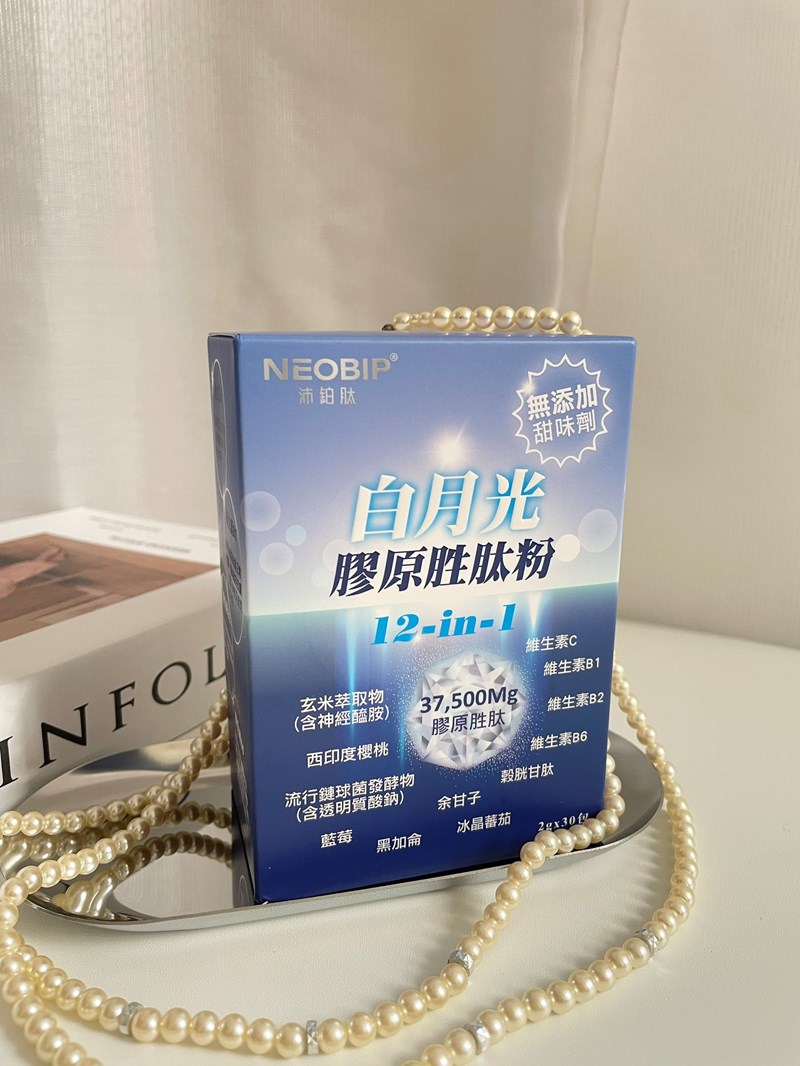 NEOBIP®
沛鉑肽
無添加
甜味劑
白月光
膠原胜肽粉
12-in-1
維生素C
維生素B1
維生素B2
維生素B6
穀胱甘肽
37,500Mg
膠原胜肽
玄米萃取物
(含神經醯胺)
西印度櫻桃
流行鏈球菌發酵物
(含透明質酸鈉)
余甘子
冰晶蕃茄
藍莓
黑加侖
2gx30包
INFOL